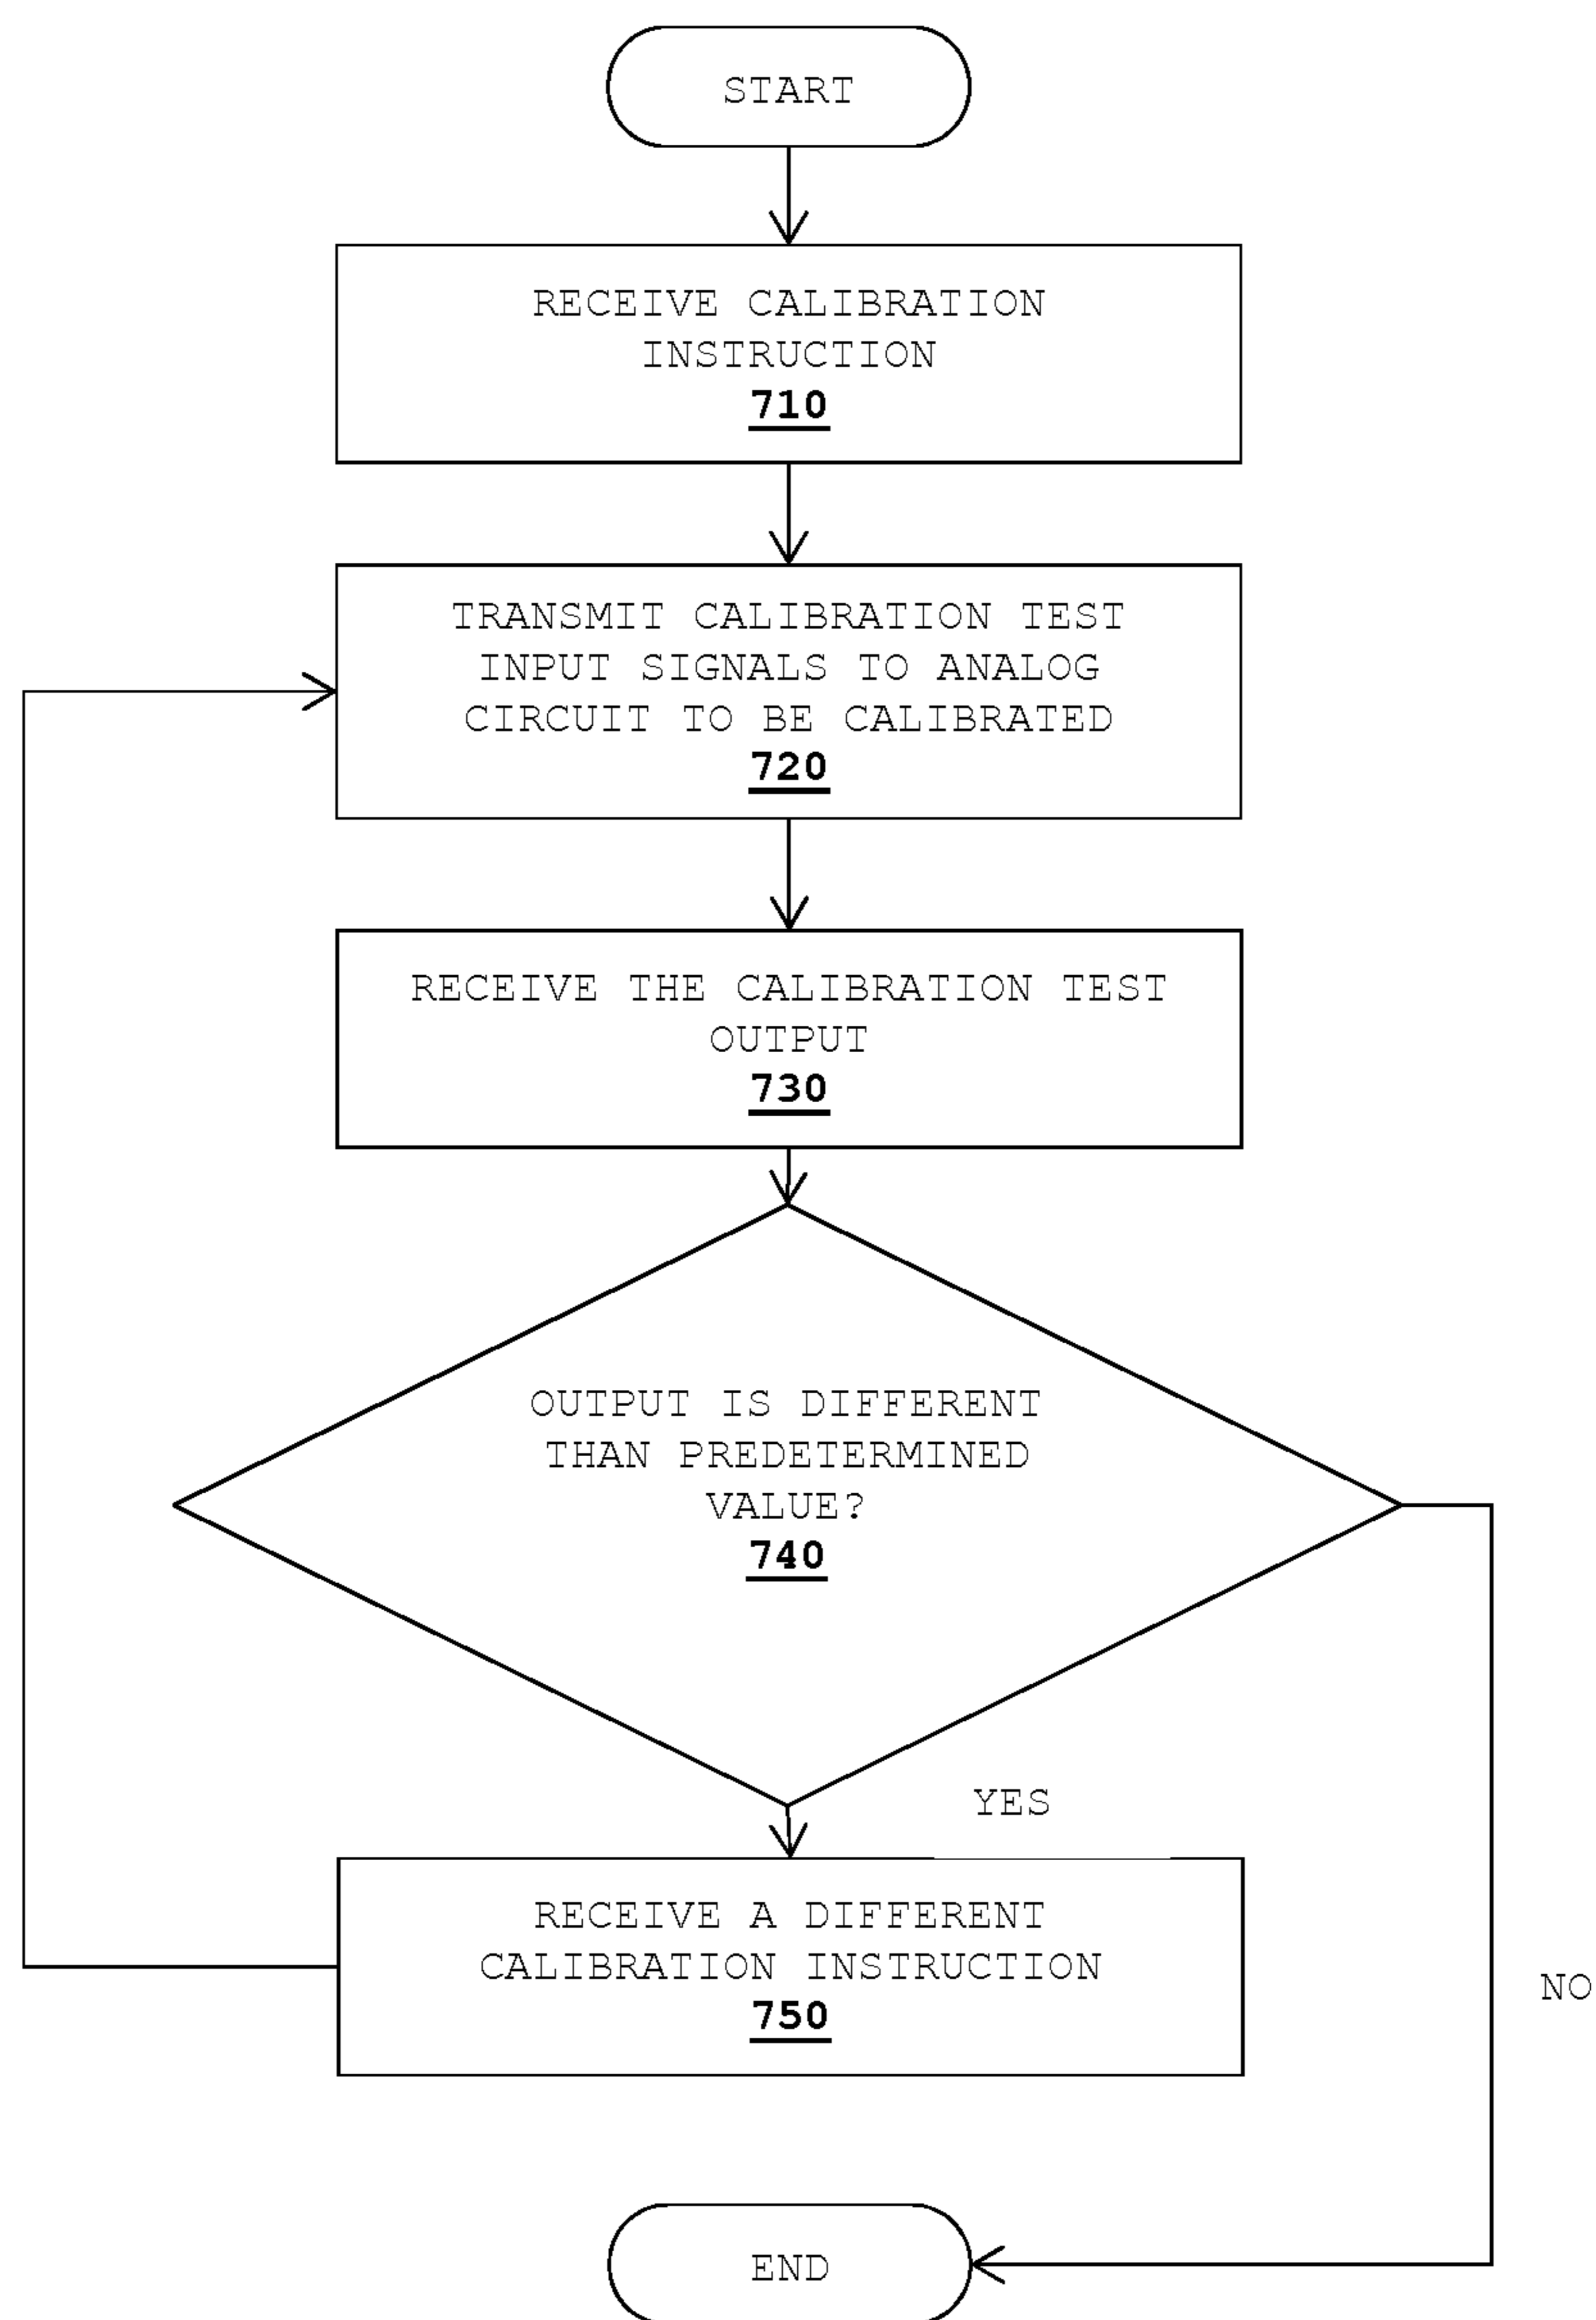 START
RECEIVE CALIBRATION
INSTRUCTION
710
TRANSMIT CALIBRATION TEST
INPUT SIGNALS TO ANALOG
CIRCUIT TO BE CALIBRATED
720
RECEIVE THE CALIBRATION TEST
OUTPUT
730
OUTPUT IS DIFFERENT
THAN PREDETERMINED
VALUE?
740
YES
RECEIVE A DIFFERENT
CALIBRATION INSTRUCTION
750
NO
END